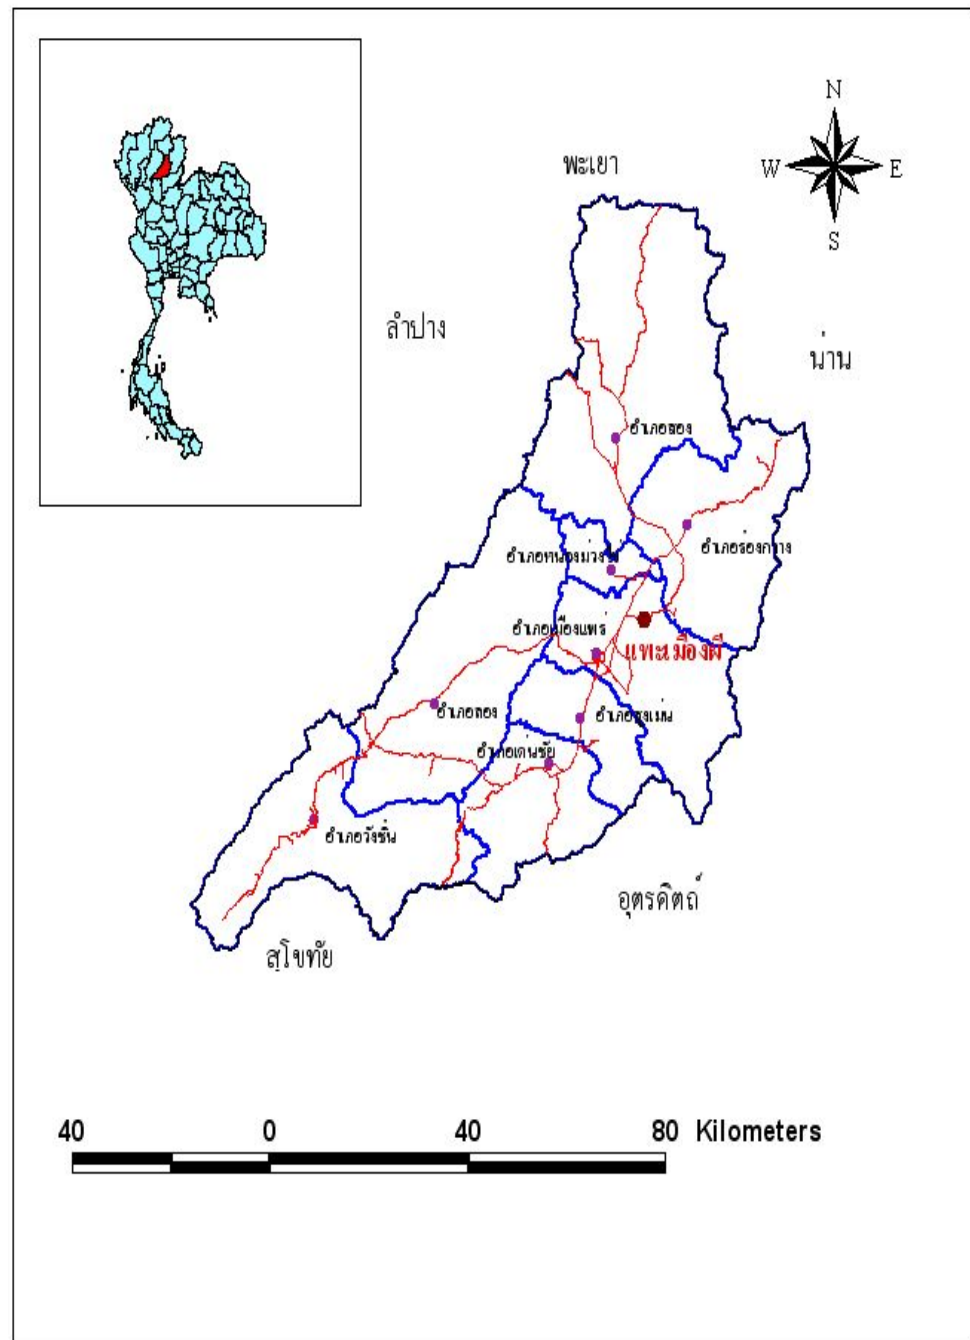 N
W
E
S
พะเยา
ลำปาง
น่าน
อำเภอสอง
อำเภอร้องกวาง
อำเภอหนองม่วงไข่
อำเภอเมืองแพร่
แพะเมืองผี
อำเภอลอง
อำเภอสูงเม่น
อำเภอเด่นชัย
อำเภอวังชิ้น
อุตรดิตถ์
สุโขทัย
40 0 40 80 Kilometers